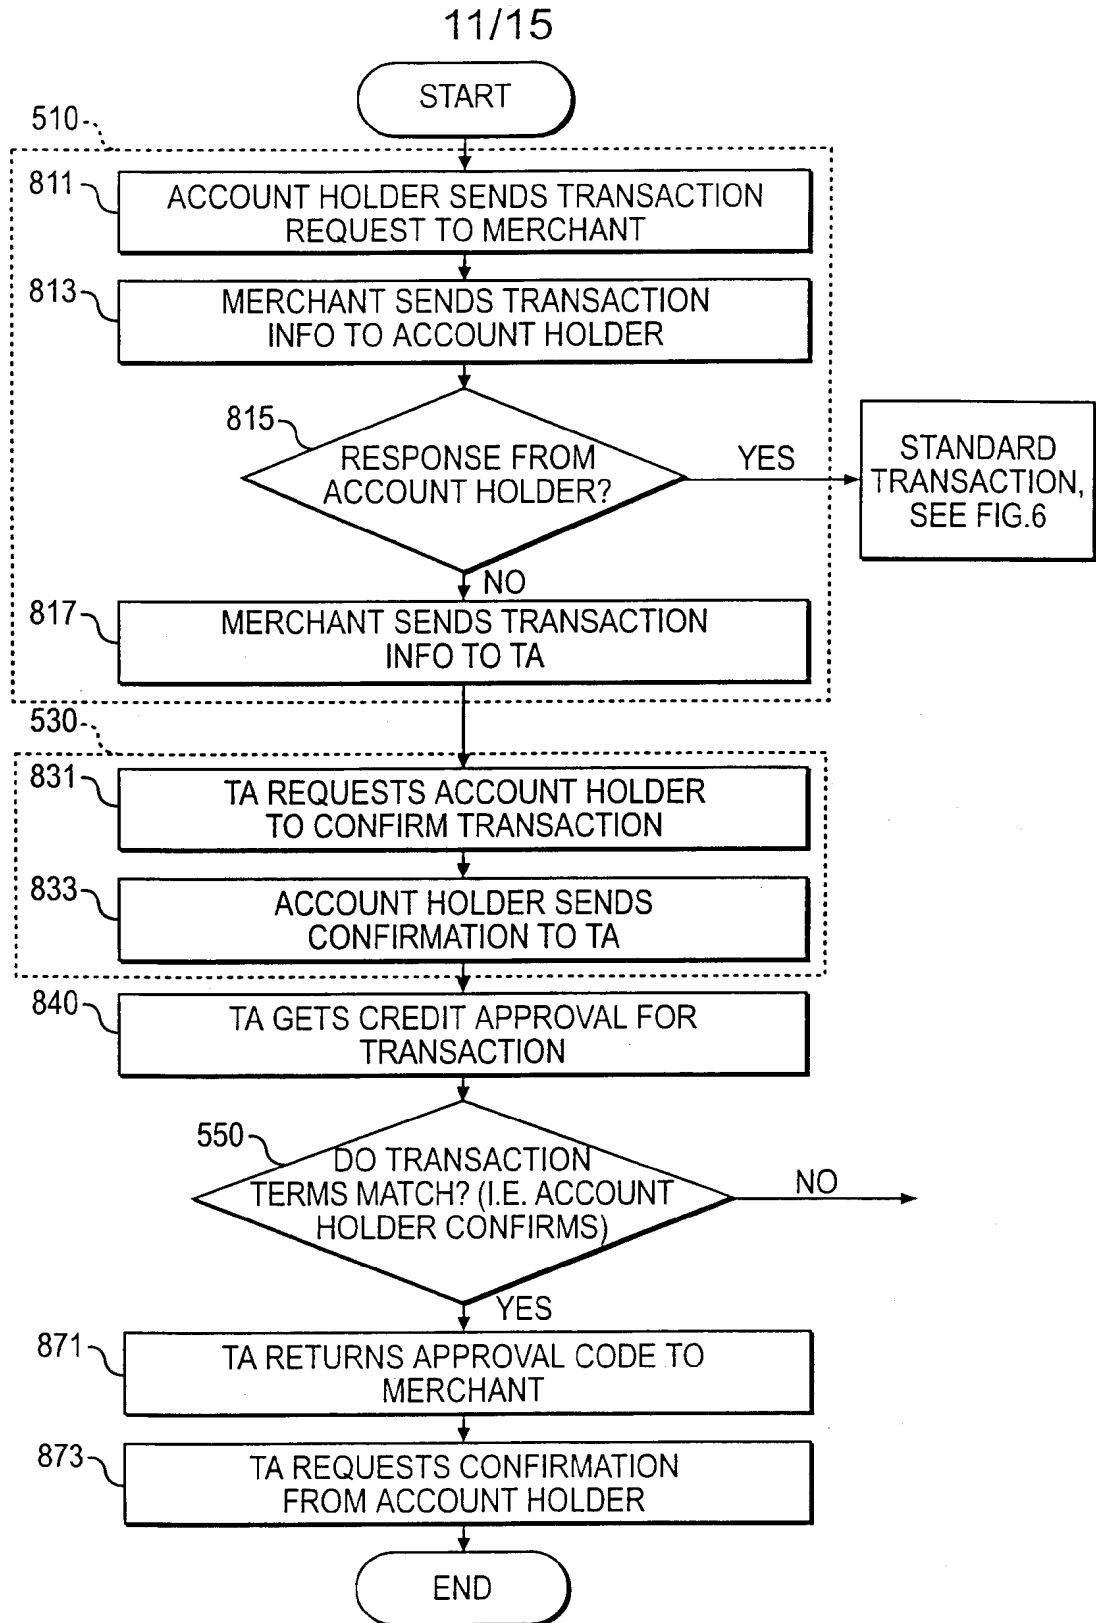 11/15
START
510
811
ACCOUNT HOLDER SENDS TRANSACTION
REQUEST TO MERCHANT
813
MERCHANT SENDS TRANSACTION
INFO TO ACCOUNT HOLDER
815
RESPONSE FROM
ACCOUNT HOLDER?
YES
STANDARD
TRANSACTION,
SEE FIG.6
NO
817
MERCHANT SENDS TRANSACTION
INFO TO TA
530
831
TA REQUESTS ACCOUNT HOLDER
TO CONFIRM TRANSACTION
833
ACCOUNT HOLDER SENDS
CONFIRMATION TO TA
840
TA GETS CREDIT APPROVAL FOR
TRANSACTION
550
DO TRANSACTION
TERMS MATCH? (I.E. ACCOUNT
HOLDER CONFIRMS)
NO
YES
871
TA RETURNS APPROVAL CODE TO
MERCHANT
873
TA REQUESTS CONFIRMATION
FROM ACCOUNT HOLDER
END